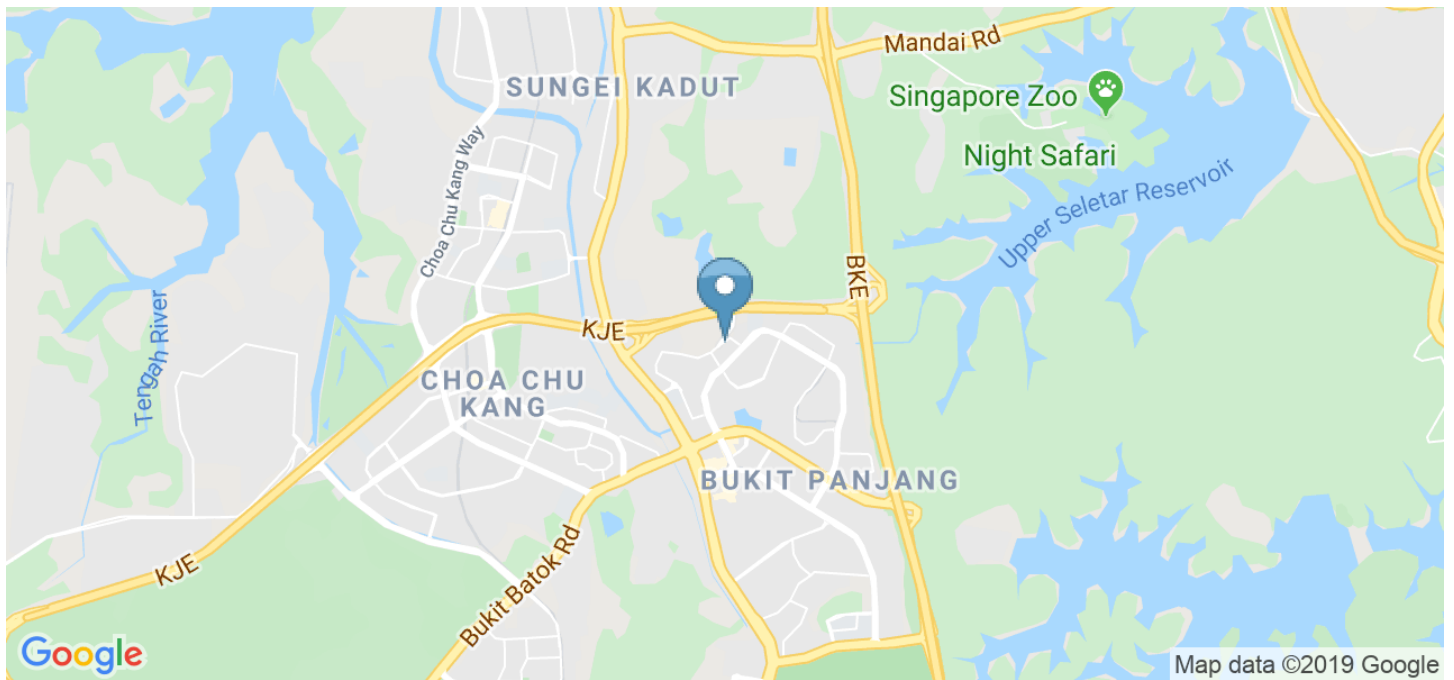 Mandai Rd
SUNGEI KADUT
Singapore Zoo
Night Safari
Choa Chu Kang Way
Upper Seletar Reservoir
BKE
Tengah River
KJE
CHOA CHU
KANG
BUKIT PANJANG
KJE
Bukit Batok Rd
Google
Map data ©2019 Google